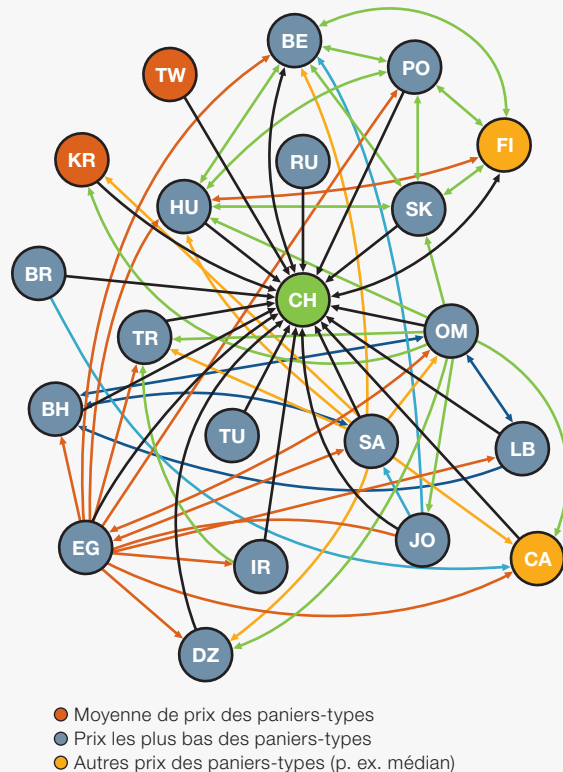 BE
TW
PO
KR
RU
FI
HU
SK
BR
CH
TR
OM
BH
TU
SA
LB
EG
IR
JO
CA
DZ
Moyenne de prix des paniers-types
Prix les plus bas des paniers-types
Autres prix des paniers-types (p. ex. médian)